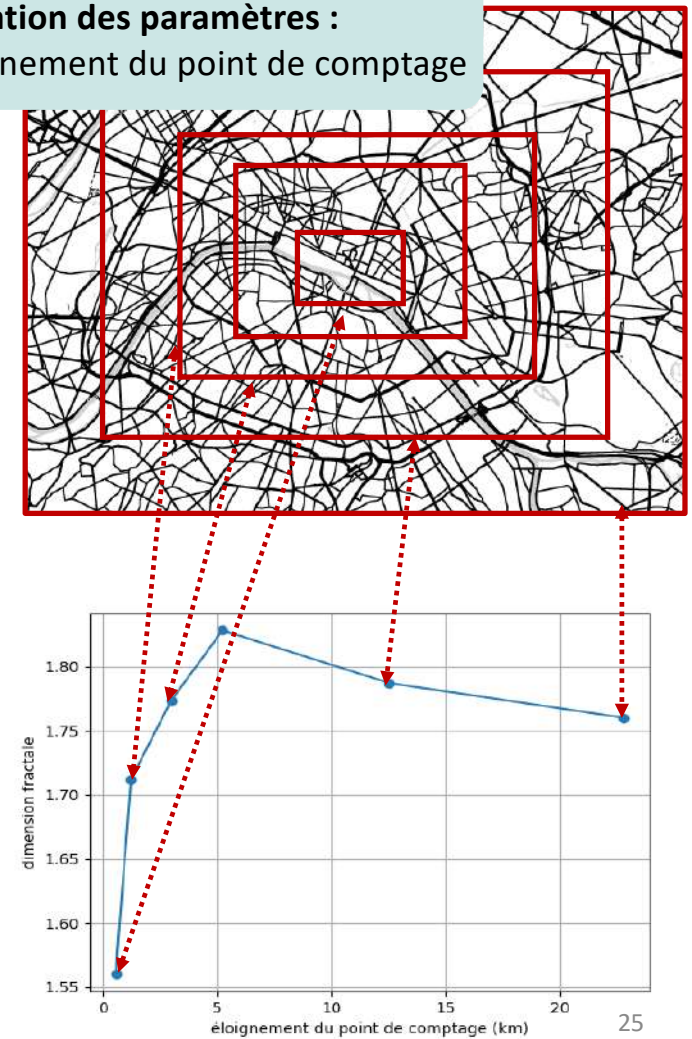 ation des paramètres :
nement du point de comptage
1.80
1.75
1.70
1.65
1.60
1.55
dimension fractale
0 5 10 15 20
éloignement du point de comptage (km)
25